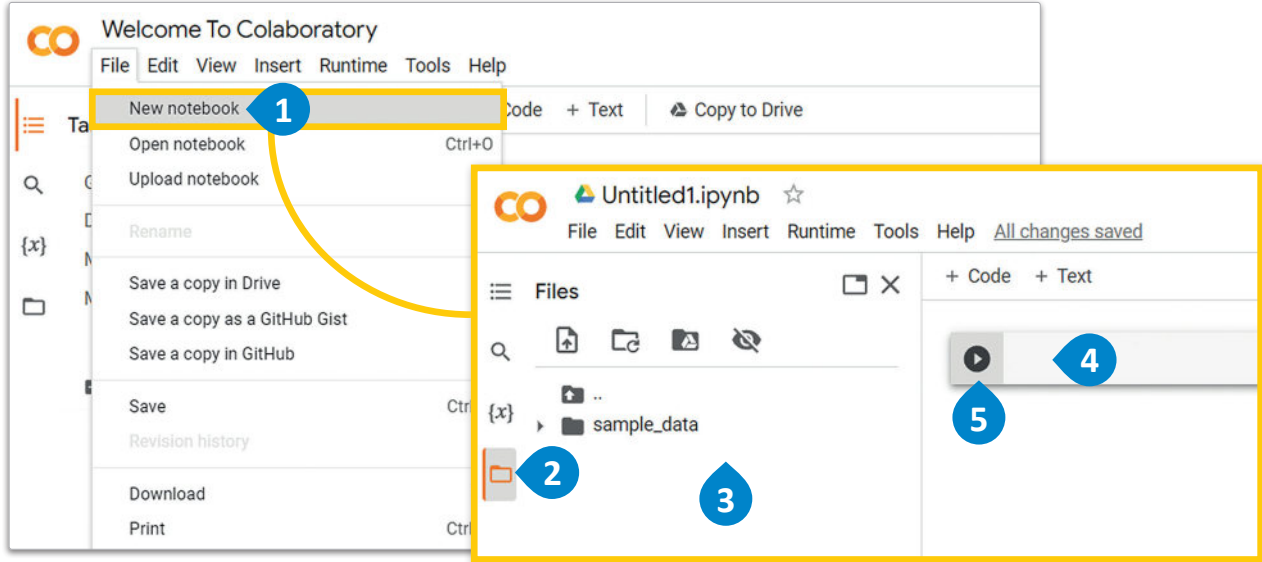 Welcome To Colaboratory
File Edit View Insert Runtime Tools Help
New notebook 1
Code + Text Copy to Drive
Ta
Open notebook Ctrl+O
Upload notebook
{x}
Rename
Save a copy in Drive
Save a copy as a GitHub Gist
Save a copy in GitHub
Save Ctrl
Revision history
Download
Print Ctrl
CO Untitled1.ipynb
File Edit View Insert Runtime Tools Help All changes saved
Files
+ Code + Text
4
5
..
{x}
sample_data
2
3